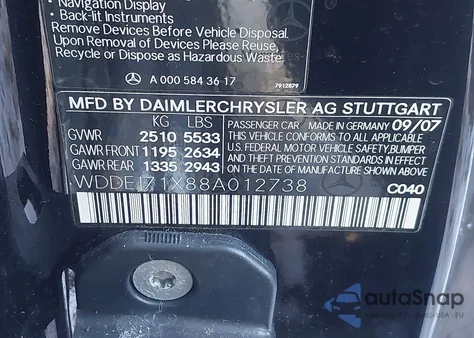 • Navigation Display
• Back-lit Instruments
Remove Devices Before Vehicle Disposal.
Upon Removal of Devices Please Reuse,
Recycle or Dispose as Hazardous Waste.
A 000 584 36 17
7912879
MFD BY DAIMLERCHRYSLER AG STUTTGART
KG LBS
GVWR 2510 5533
GAWR FRONT 1195 2634
GAWR REAR 1335 2943
PASSENGER CAR MADE IN GERMANY 09/07
THIS VEHICLE CONFORMS TO ALL APPLICABLE
U.S. FEDERAL MOTOR VEHICLE SAFETY,BUMPER
AND THEFT PREVENTION STANDARDS IN EFFECT
ON THE DATE OF MANUFACTURE SHOWN ABOVE
WDDEJ71X88A012738
C040
autoSnap